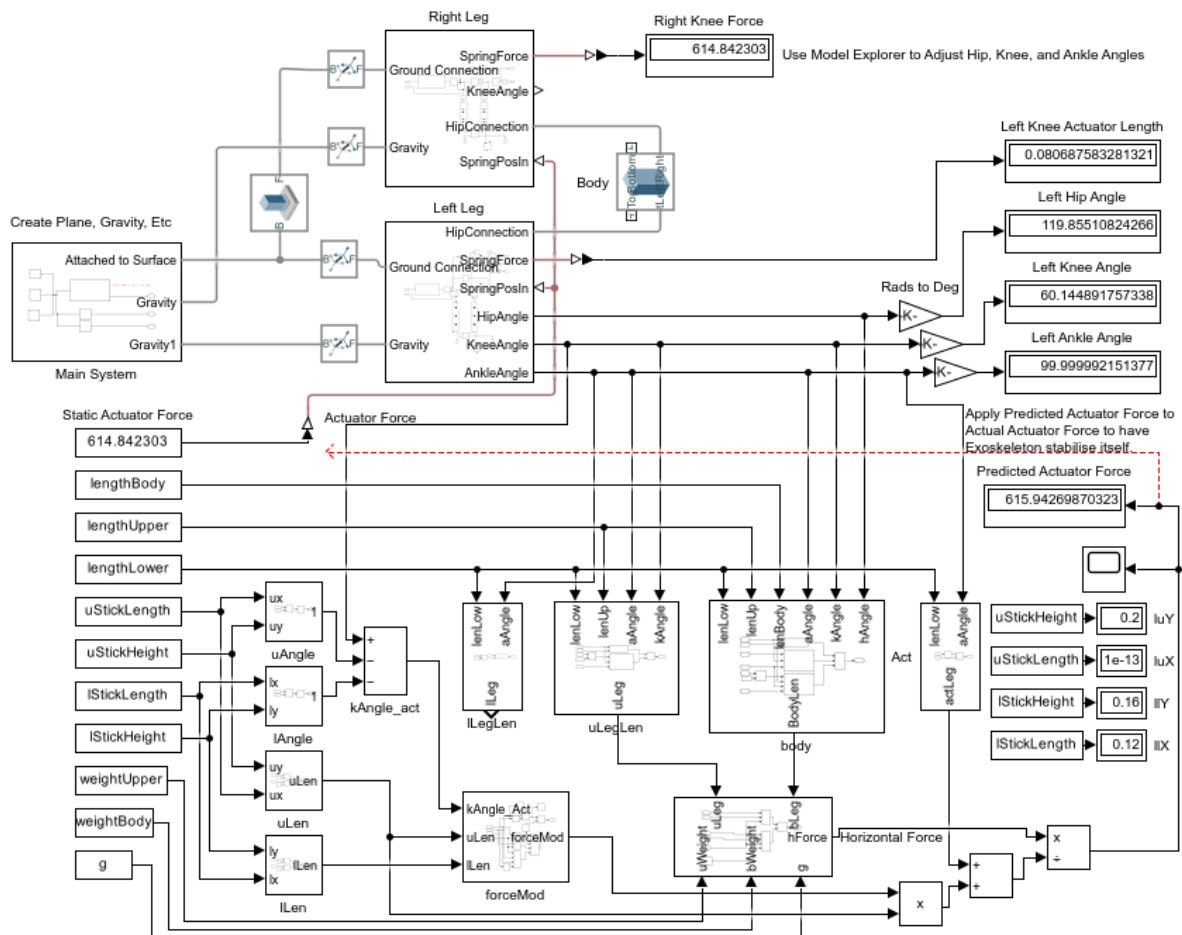 Right Leg
Right Knee Force
SpringForce
614.842303
Use Model Explorer to Adjust Hip, Knee, and Ankle Angles
B
F
Ground Connection
KneeAngle
HipConnection
Left Knee Actuator Length
B
F
Gravity
SpringPosIn
0.080687583281321
Body
ToBottom
tLeftRight
F
B
Left Hip Angle
Left Leg
119.85510824266
Create Plane, Gravity, Etc
HipConnection
Attached to Surface
B
F
Ground Connection
SpringForce
Left Knee Angle
SpringPosIn
Rads to Deg
60.144891757338
Gravity
HipAngle
-K-
Gravity1
B
F
Gravity
KneeAngle
-K-
Left Ankle Angle
Main System
AnkleAngle
-K-
99.999992151377
Static Actuator Force
Actuator Force
614.842303
Apply Predicted Actuator Force to
Actual Actuator Force to have
Exoskeleton stabilise itself.
Predicted Actuator Force
615.94269870323
lengthBody
lengthUpper
lengthLower
uStickLength
uStickHeight
lStickLength
lStickHeight
weightUpper
weightBody
g
ux
uy
1
uAngle
lx
ly
1
lAngle
uy
ux
uLen
uLen
ly
lx
lLen
lLen
+
−
−
kAngle_act
lenLow
aAngle
lLeg
lLegLen
lenLow
lenUp
aAngle
kAngle
uLeg
uLegLen
lenLow
lenUp
lenBody
aAngle
kAngle
hAngle
BodyLen
body
Act
lenLow
aAngle
actLeg
uStickHeight
0.2
luY
uStickLength
1e-13
luX
lStickHeight
0.16
llY
lStickLength
0.12
llX
kAngle_Act
uLen
lLen
forceMod
forceMod
uLeg
bLeg
uWeight
bWeight
g
hForce
Horizontal Force
x
+
+
x
÷